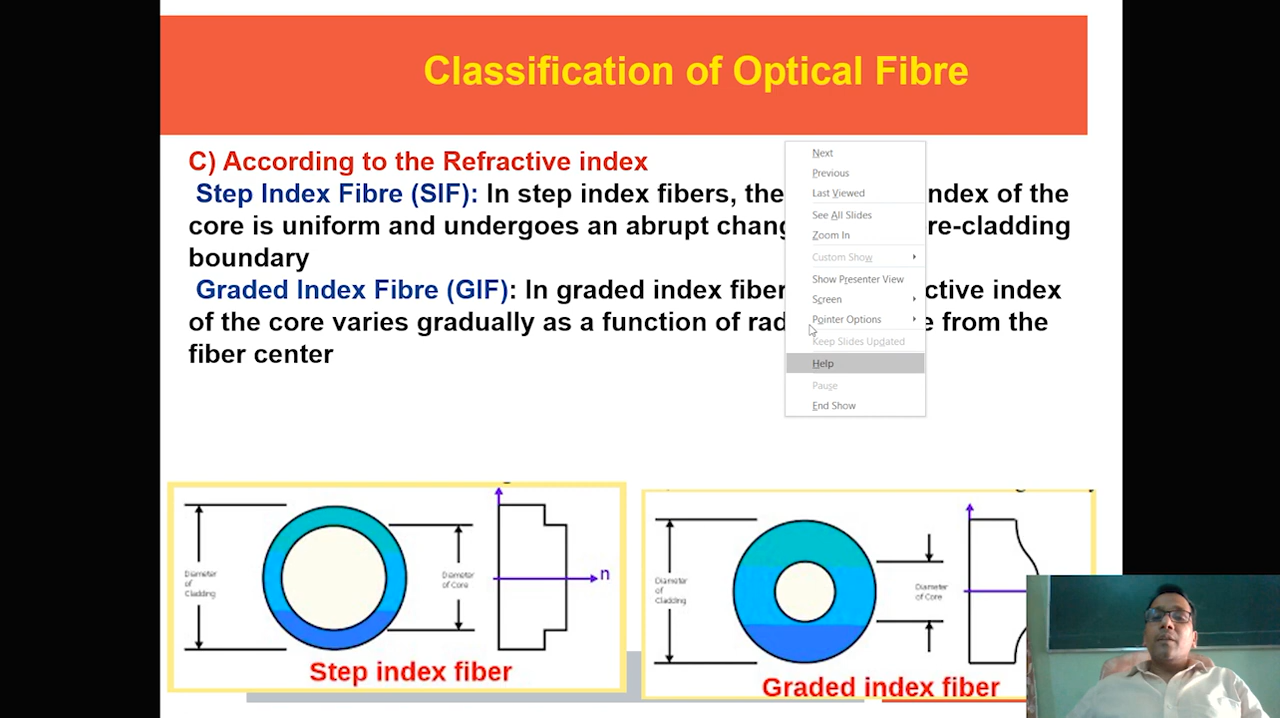 Classification of Optical Fibre
C) According to the Refractive index
Step Index Fibre (SIF): In step index fibers, the ndex of the
core is uniform and undergoes an abrupt chang re-cladding
boundary
Graded Index Fibre (GIF): In graded index fiber ctive index
of the core varies gradually as a function of rad e from the
fiber center
Next
Previous
Last Viewed
See All Slides
Zoom In
Custom Show
Show Presenter View
Screen
Pointer Options
Keep Slides Updated
Help
Pause
End Show
Diameter
of
Cladding
Diameter
of Core
n
Step index fiber
Diameter
of
Cladding
Diameter
of Core
Graded index fiber